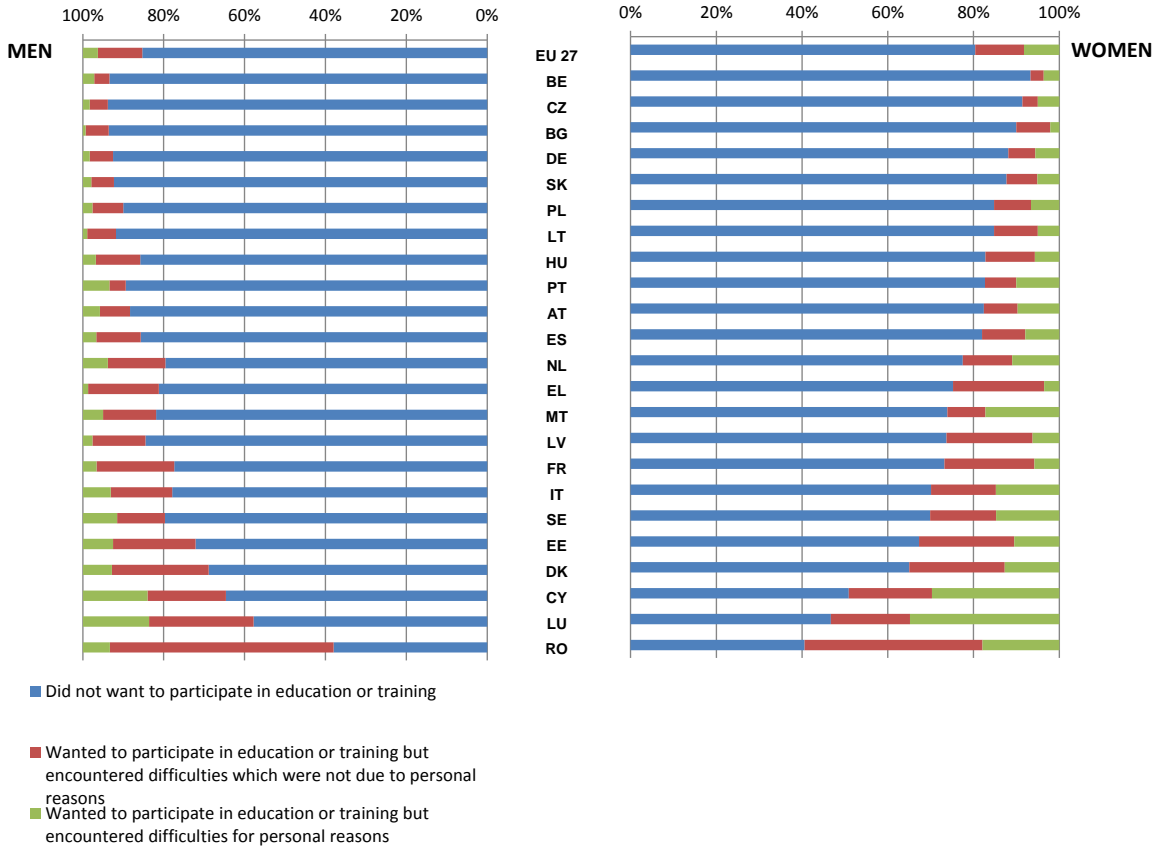 100% 80% 60% 40% 20% 0%
0% 20% 40% 60% 80% 100%
MEN
WOMEN
EU 27
BE
CZ
BG
DE
SK
PL
LT
HU
PT
AT
ES
NL
EL
MT
LV
FR
IT
SE
EE
DK
CY
LU
RO
Did not want to participate in education or training
Wanted to participate in education or training but
encountered difficulties which were not due to personal
reasons
Wanted to participate in education or training but
encountered difficulties for personal reasons